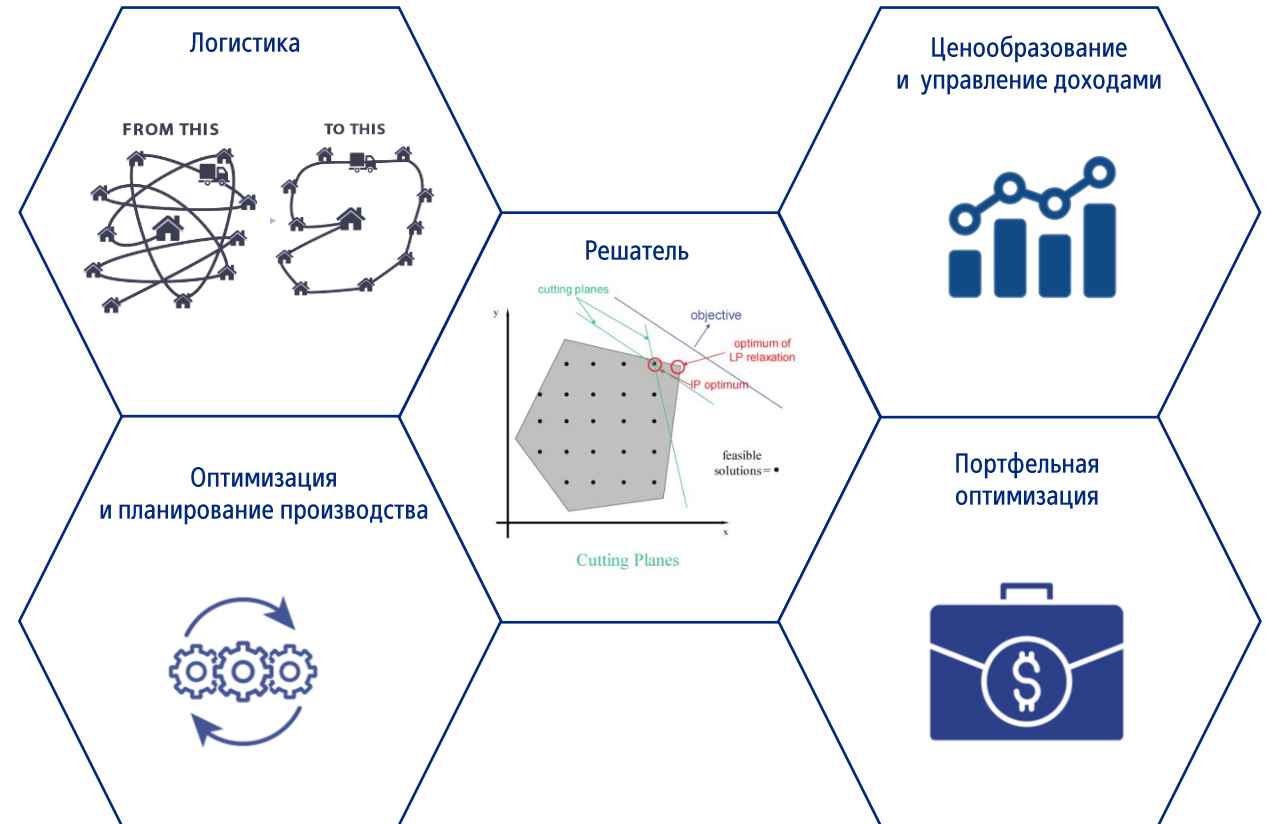 Логистика
FROM THIS
TO THIS
Ценообразование
и управление доходами
Решатель
cutting planes
y
objective
optimum of
LP relaxation
IP optimum
feasible
solutions =
x
Cutting Planes
Оптимизация
и планирование производства
Портфельная
оптимизация
$